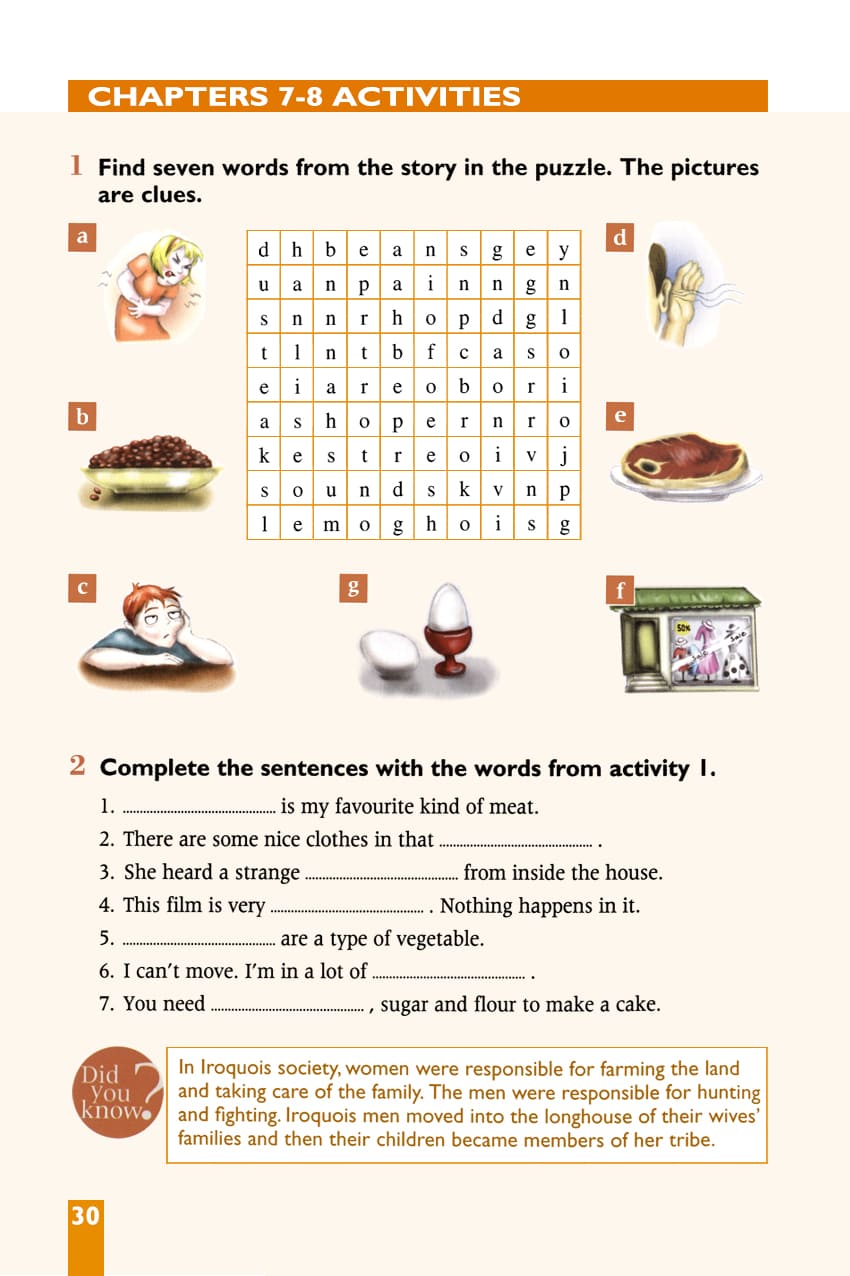 CHAPTERS 7-8 ACTIVITIES
1 Find seven words from the story in the puzzle. The pictures
are clues.
a
d
d h b e a n s g e y
u a n p a i n n g n
s n n r h o p d g l
t l n t b f c a s o
e i a r e o b o r i
b
e
a s h o p e r n r o
k e s t r e o i v j
s o u n d s k v n p
l e m o g h o i s g
c
g
f
50%
Sale
Sale
2 Complete the sentences with the words from activity 1.
1. ............................................. is my favourite kind of meat.
2. There are some nice clothes in that ............................................. .
3. She heard a strange ............................................. from inside the house.
4. This film is very ............................................. . Nothing happens in it.
5. ............................................. are a type of vegetable.
6. I can’t move. I’m in a lot of ............................................. .
7. You need ............................................. , sugar and flour to make a cake.
Did
you
know?
In Iroquois society, women were responsible for farming the land
and taking care of the family. The men were responsible for hunting
and fighting. Iroquois men moved into the longhouse of their wives’
families and then their children became members of her tribe.
30